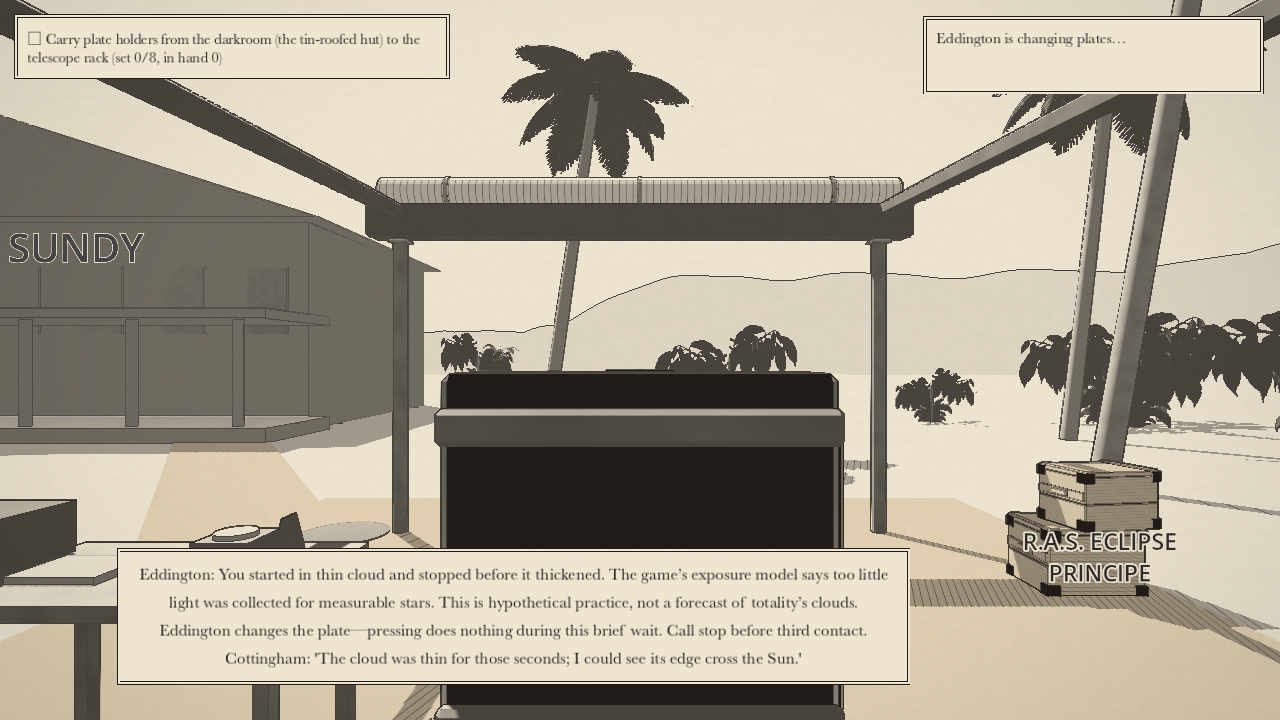 ☐ Carry plate holders from the darkroom (the tin-roofed hut) to the
telescope rack (set 0/8, in hand 0)
Eddington is changing plates…
SUNDY
R.A.S. ECLIPSE
PRINCIPE
Eddington: You started in thin cloud and stopped before it thickened. The game’s exposure model says too little
light was collected for measurable stars. This is hypothetical practice, not a forecast of totality’s clouds.
Eddington changes the plate—pressing does nothing during this brief wait. Call stop before third contact.
Cottingham: 'The cloud was thin for those seconds; I could see its edge cross the Sun.'